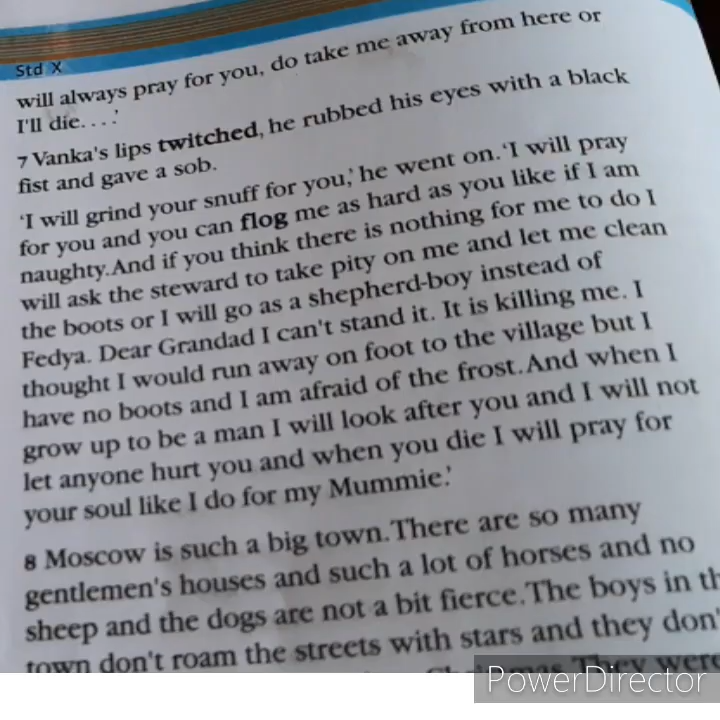 Std X
will always pray for you, do take me away from here or
I'll die. . . .'
7 Vanka's lips twitched, he rubbed his eyes with a black
fist and gave a sob.
'I will grind your snuff for you,' he went on. 'I will pray
for you and you can flog me as hard as you like if I am
naughty. And if you think there is nothing for me to do I
will ask the steward to take pity on me and let me clean
the boots or I will go as a shepherd-boy instead of
Fedya. Dear Grandad I can't stand it. It is killing me. I
thought I would run away on foot to the village but I
have no boots and I am afraid of the frost. And when I
grow up to be a man I will look after you and I will not
let anyone hurt you and when you die I will pray for
your soul like I do for my Mummie.'
8 Moscow is such a big town. There are so many
gentlemen's houses and such a lot of horses and no
sheep and the dogs are not a bit fierce. The boys in th
town don't roam the streets with stars and they don'
They were
PowerDirector